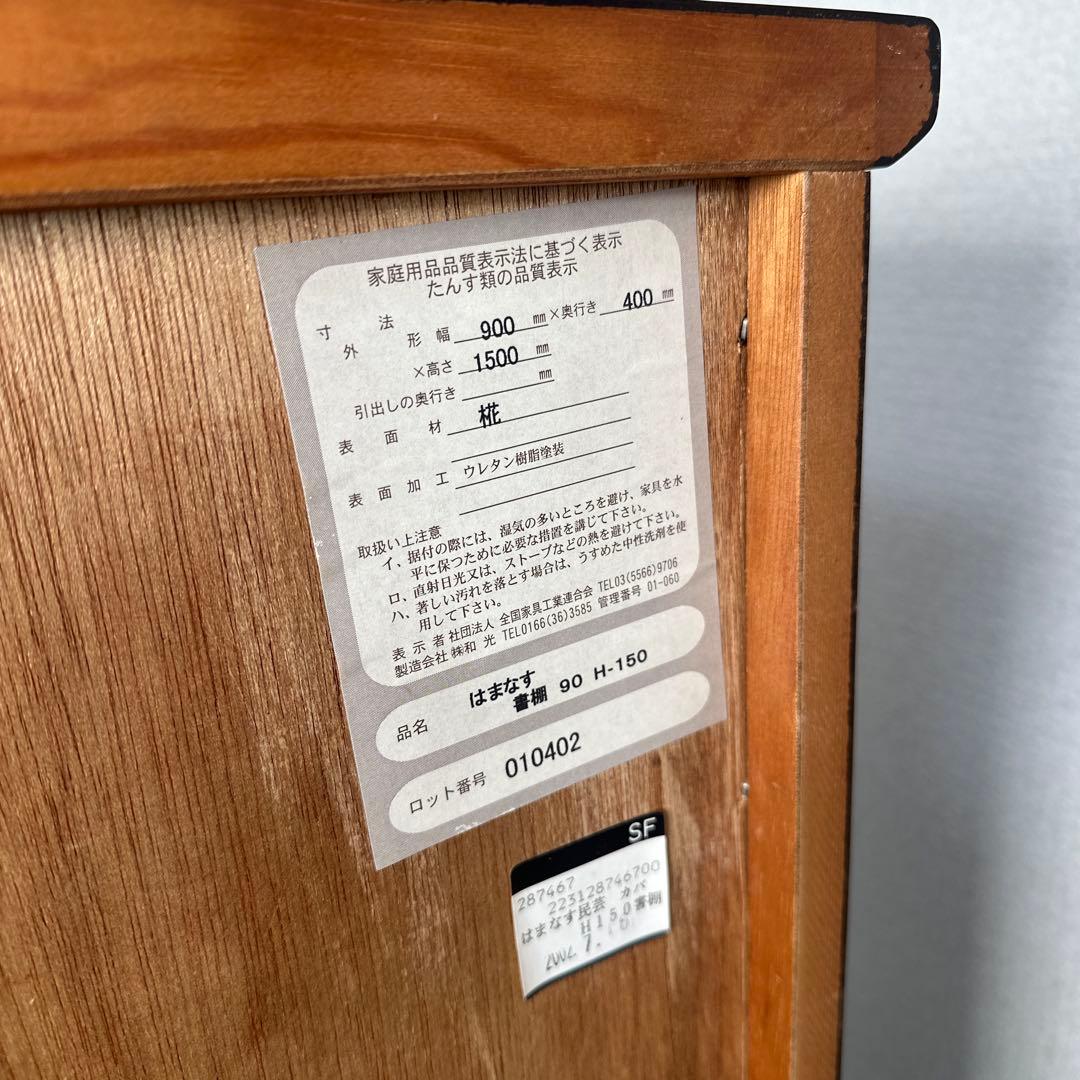 家庭用品品質表示法に基づく表示
たんす類の品質表示
寸 法
外 形 幅 900 mm ×奥行き 400 mm
×高さ 1500 mm
引出しの奥行き mm
表 面 材 椛
表 面 加 工 ウレタン樹脂塗装
取扱い上注意
イ、据付の際には、湿気の多いところを避け、家具を水
平に保つために必要な措置を講じて下さい。
ロ、直射日光又は、ストーブなどの熱を避けて下さい。
ハ、著しい汚れを落とす場合は、うすめた中性洗剤を使
用して下さい。
表 示 者 社団法人 全国家具工業連合会 TEL03(5566)9706
製造会社 ㈱和 光 TEL0166(36)3585 管理番号 01-060
品名 はまなす
書棚 90 H-150
ロット番号 010402
SF
287467
223128746700
はまなす民芸 カバ
H150書棚
2002. 7.